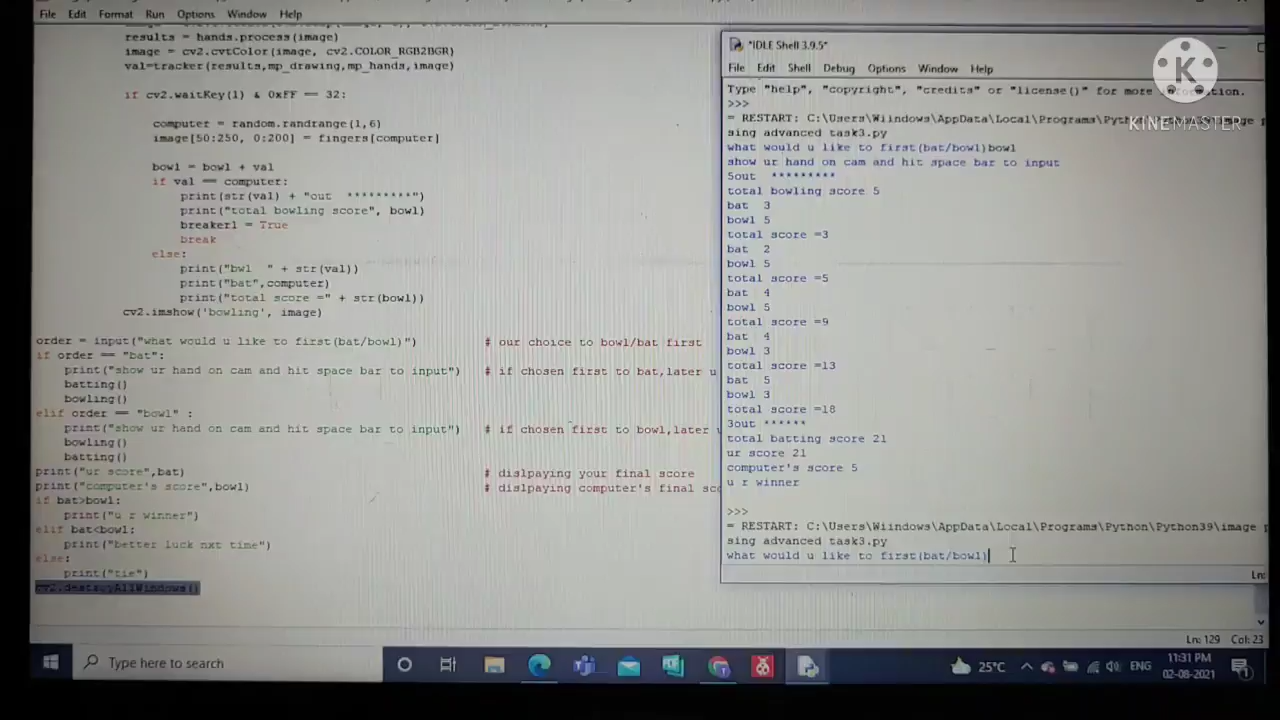 File Edit Format Run Options Window Help
results = hands.process(image)
image = cv2.cvtColor(image, cv2.COLOR_RGB2BGR)
val=tracker(results,mp_drawing,mp_hands,image)
if cv2.waitKey(1) & 0xFF == 32:
computer = random.randrange(1,6)
image[50:250, 0:200] = fingers[computer]
bowl = bowl + val
if val == computer:
print(str(val) + "out  *********")
print("total bowling score", bowl)
breaker1 = True
break
else:
print("bwl  " + str(val))
print("bat",computer)
print("total score =" + str(bowl))
cv2.imshow('bowling', image)
order = input("what would u like to first(bat/bowl)") # our choice to bowl/bat first
if order == "bat":
print("show ur hand on cam and hit space bar to input") # if chosen first to bat,later u
batting()
bowling()
elif order == "bowl" :
print("show ur hand on cam and hit space bar to input") # if chosen first to bowl,later
bowling()
batting()
print("ur score",bat) # dislpaying your final score
print("computer's score",bowl) # dislpaying computer's final sco
if bat>bowl:
print("u r winner")
elif bat<bowl:
print("better luck nxt time")
else:
print("tie")
cv2.destroyAllWindows()
*IDLE Shell 3.9.5*
File Edit Shell Debug Options Window Help
Type "help", "copyright", "credits" or "license()" for more information.
>>>
= RESTART: C:\Users\Wiindows\AppData\Local\Programs\Python\Python39\image p
sing advanced task3.py
what would u like to first(bat/bowl)bowl
show ur hand on cam and hit space bar to input
5out  *********
total bowling score 5
bat  3
bowl 5
total score =3
bat  2
bowl 5
total score =5
bat  4
bowl 5
total score =9
bat  4
bowl 3
total score =13
bat  5
bowl 3
total score =18
3out ******
total batting score 21
ur score 21
computer's score 5
u r winner
>>>
= RESTART: C:\Users\Wiindows\AppData\Local\Programs\Python\Python39\image p
sing advanced task3.py
what would u like to first(bat/bowl)
Ln:
K
KINEMASTER
Ln: 129 Col: 23
Type here to search
25°C
ENG
11:31 PM
02-08-2021